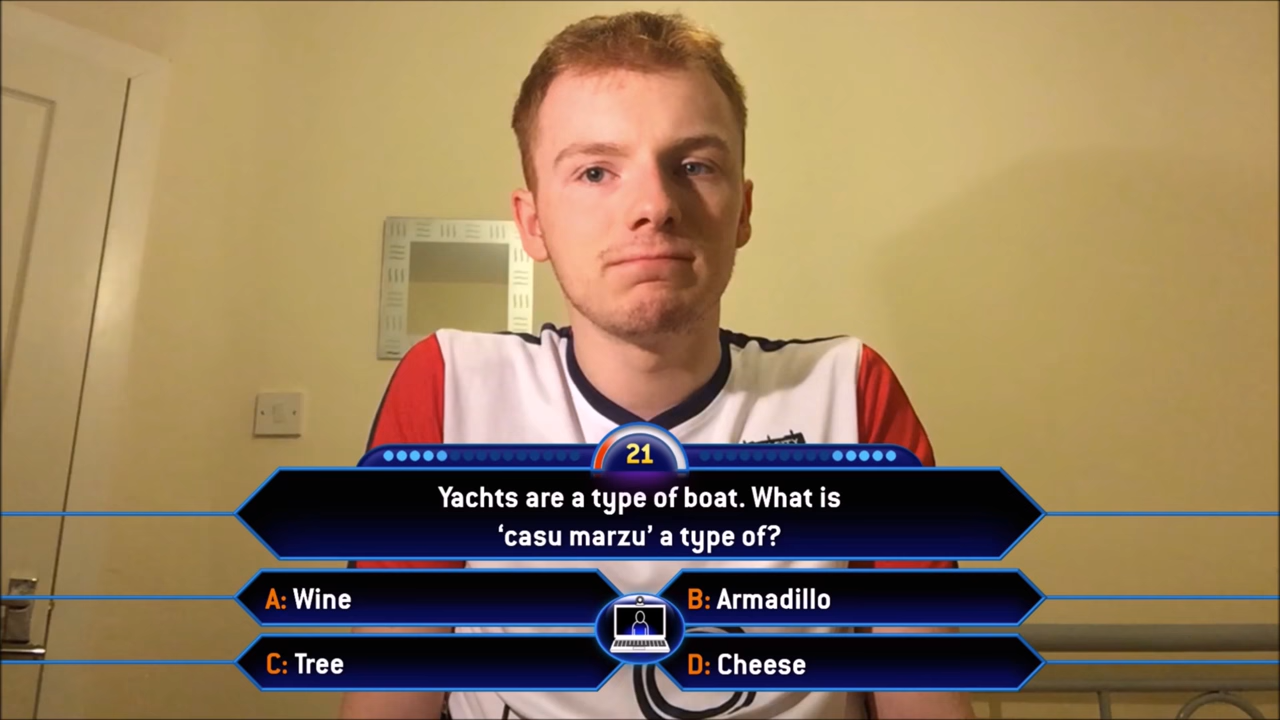 21
Yachts are a type of boat. What is
‘casu marzu’ a type of?
A: Wine
B: Armadillo
C: Tree
D: Cheese